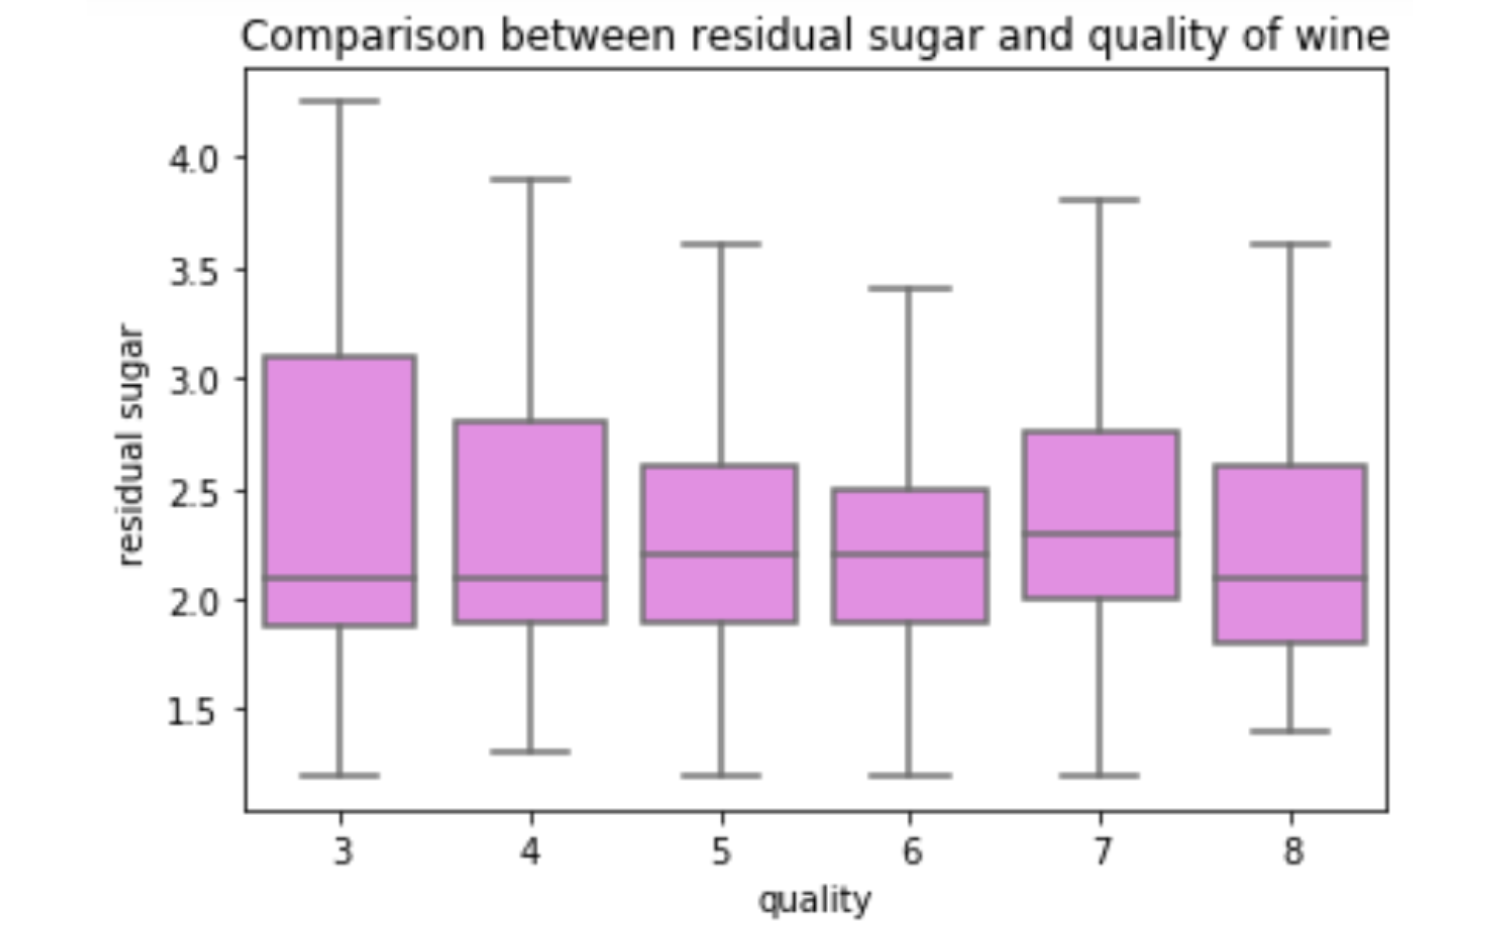 Comparison between residual sugar and quality of wine
4.0
3.5
3.0
2.5
2.0
1.5
residual sugar
3 4 5 6 7 8
quality